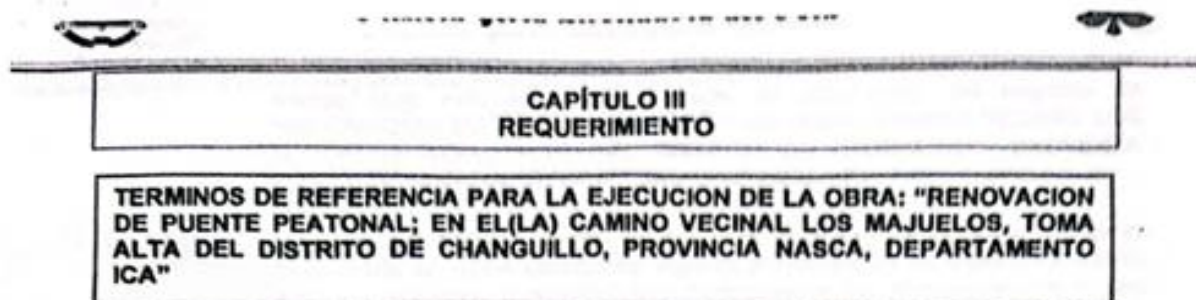 CAPÍTULO III
REQUERIMIENTO
TERMINOS DE REFERENCIA PARA LA EJECUCION DE LA OBRA: "RENOVACION
DE PUENTE PEATONAL; EN EL(LA) CAMINO VECINAL LOS MAJUELOS, TOMA
ALTA DEL DISTRITO DE CHANGUILLO, PROVINCIA NASCA, DEPARTAMENTO
ICA"